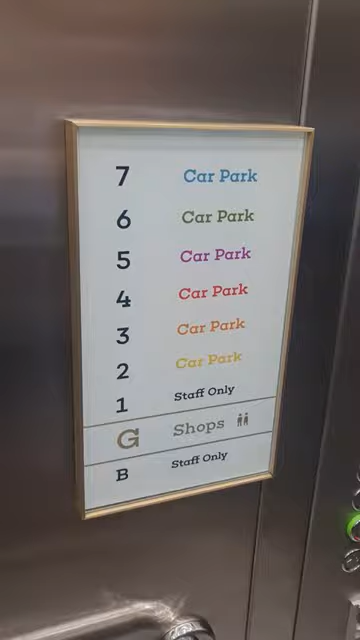 7 Car Park
6 Car Park
5 Car Park
4 Car Park
3 Car Park
2 Car Park
1 Staff Only
G Shops
B Staff Only